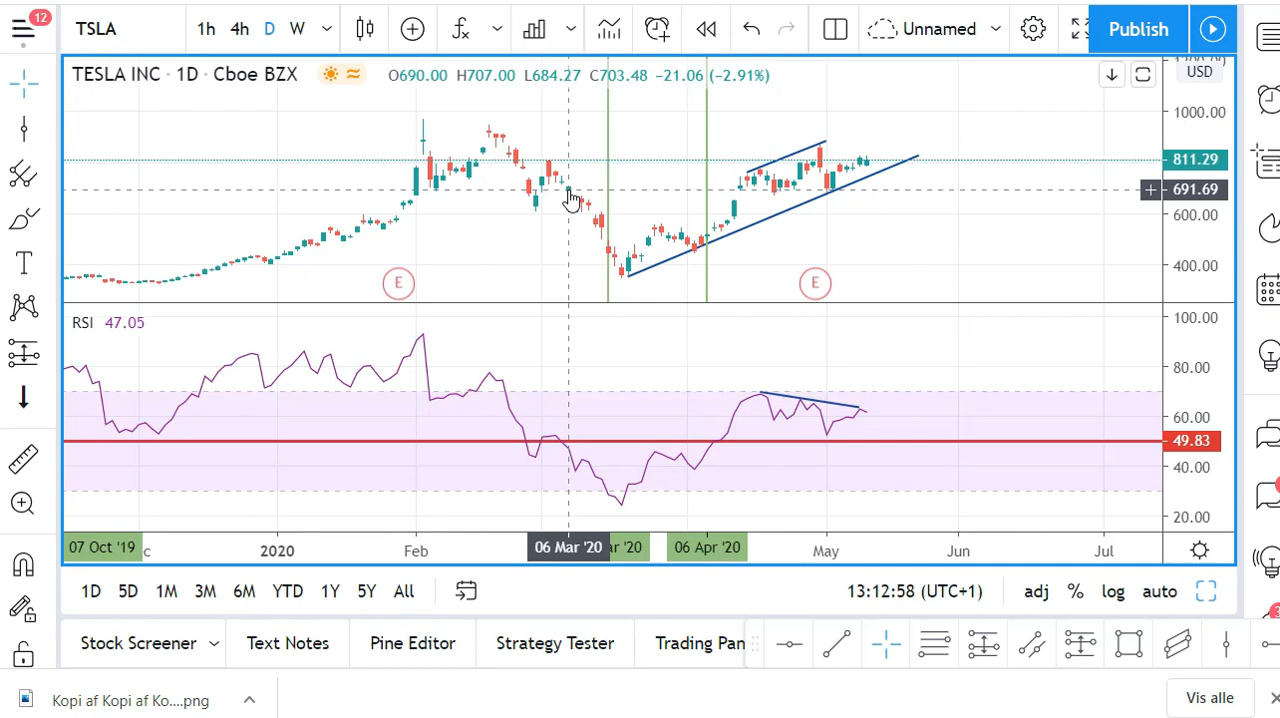 12
TSLA
1h 4h D W
Unnamed
Publish
TESLA INC · 1D · Cboe BZX
O690.00 H707.00 L684.27 C703.48 −21.06 (−2.91%)
USD
1000.00
811.29
691.69
600.00
400.00
E
E
RSI 47.05
100.00
80.00
60.00
49.83
40.00
20.00
07 Oct '19
c
2020
Feb
06 Mar '20
ar '20
06 Apr '20
May
Jun
Jul
1D 5D 1M 3M 6M YTD 1Y 5Y All
13:12:58 (UTC+1)
adj % log auto
Stock Screener
Text Notes
Pine Editor
Strategy Tester
Trading Pan
Kopi af Kopi af Ko....png
Vis alle